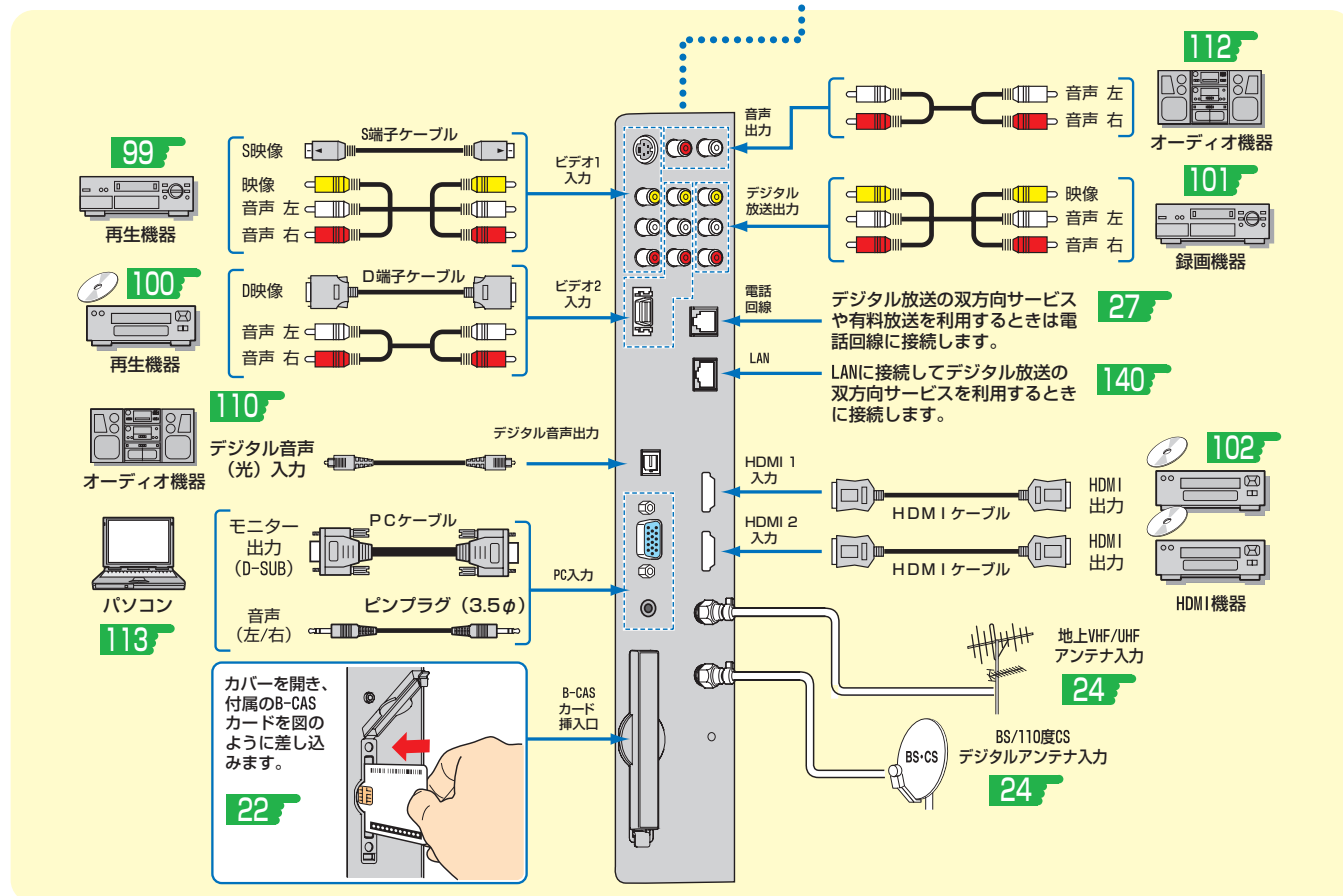 99
再生機器
S端子ケーブル
S映像
映像
音声 左
音声 右
ビデオ1
入力
100
再生機器
D端子ケーブル
D映像
音声 左
音声 右
ビデオ2
入力
110
オーディオ機器
デジタル音声
(光)入力
デジタル音声出力
パソコン
113
モニター
出力
(D-SUB)
PCケーブル
音声
(左/右)
ピンプラグ(3.5φ)
PC入力
カバーを開き、
付属のB-CAS
カードを図の
ように差し込
みます。
22
B-CAS
カード
挿入口
音声
出力
音声 左
音声 右
112
オーディオ機器
デジタル
放送出力
映像
音声 左
音声 右
101
録画機器
電話
回線
デジタル放送の双方向サービス
や有料放送を利用するときは電
話回線に接続します。
27
LAN
LANに接続してデジタル放送の
双方向サービスを利用するとき
に接続します。
140
HDMI 1
入力
HDMIケーブル
HDMI
出力
102
HDMI 2
入力
HDMIケーブル
HDMI
出力
HDMI機器
地上VHF/UHF
アンテナ入力
24
BS・CS
BS/110度CS
デジタルアンテナ入力
24